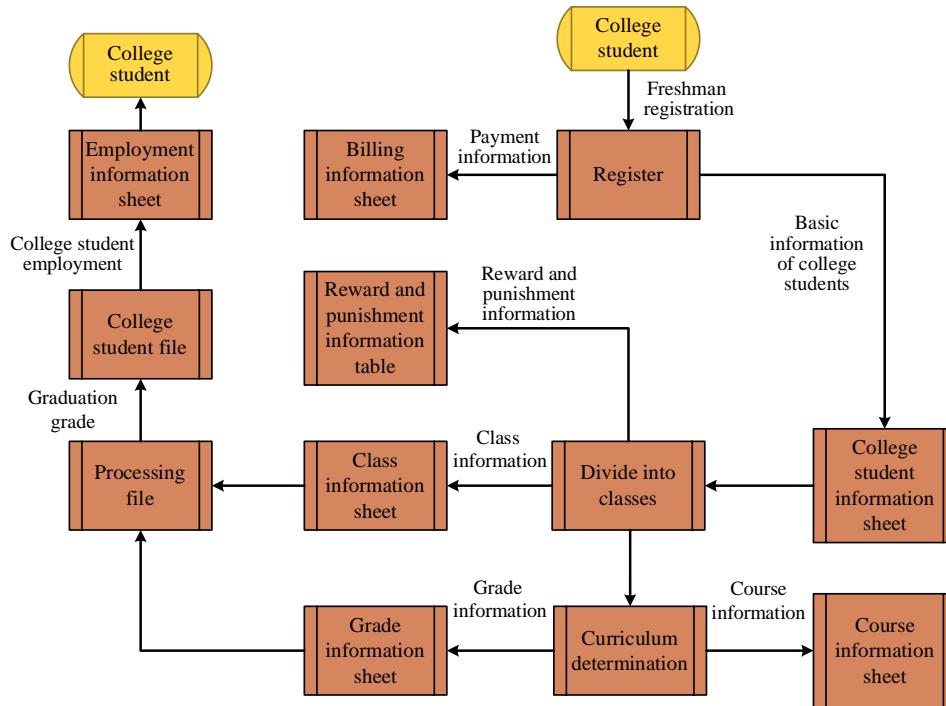 College
student
College
student
Freshman
registration
Employment
information
sheet
Billing
information
sheet
Payment
information
Register
College student
employment
Basic
information
of college
students
College
student file
Reward and
punishment
information
table
Reward and
punishment
information
Graduation
grade
Processing
file
Class
information
sheet
Class
information
Divide into
classes
College
student
information
sheet
Grade
information
sheet
Grade
information
Curriculum
determination
Course
information
Course
information
sheet